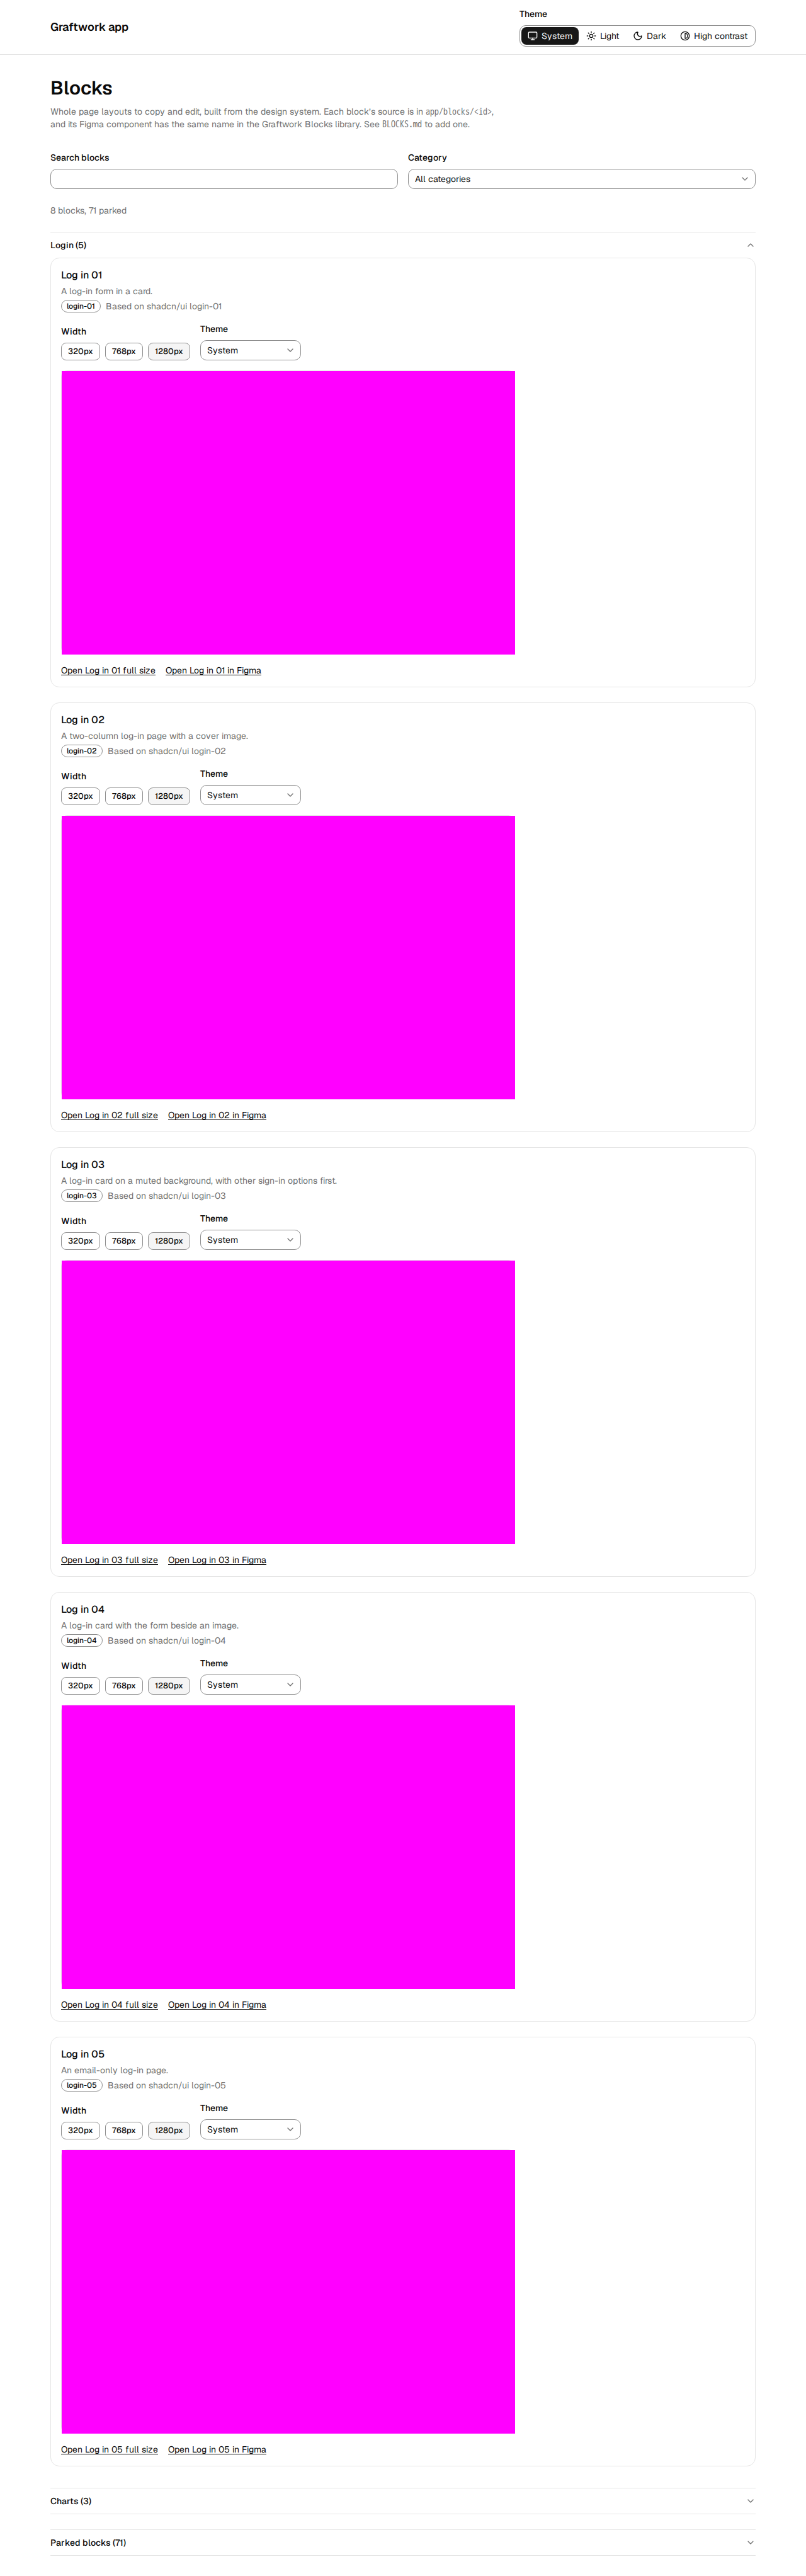 Graftwork app
Theme
System
Light
Dark
High contrast
Blocks
Whole page layouts to copy and edit, built from the design system. Each block's source is in app/blocks/<id>,
and its Figma component has the same name in the Graftwork Blocks library. See BLOCKS.md to add one.
Search blocks
Category
All categories
8 blocks, 71 parked
Login (5)
Log in 01
A log-in form in a card.
login-01 Based on shadcn/ui login-01
Width
Theme
320px 768px 1280px
System
Open Log in 01 full size Open Log in 01 in Figma
Log in 02
A two-column log-in page with a cover image.
login-02 Based on shadcn/ui login-02
Width
Theme
320px 768px 1280px
System
Open Log in 02 full size Open Log in 02 in Figma
Log in 03
A log-in card on a muted background, with other sign-in options first.
login-03 Based on shadcn/ui login-03
Width
Theme
320px 768px 1280px
System
Open Log in 03 full size Open Log in 03 in Figma
Log in 04
A log-in card with the form beside an image.
login-04 Based on shadcn/ui login-04
Width
Theme
320px 768px 1280px
System
Open Log in 04 full size Open Log in 04 in Figma
Log in 05
An email-only log-in page.
login-05 Based on shadcn/ui login-05
Width
Theme
320px 768px 1280px
System
Open Log in 05 full size Open Log in 05 in Figma
Charts (3)
Parked blocks (71)